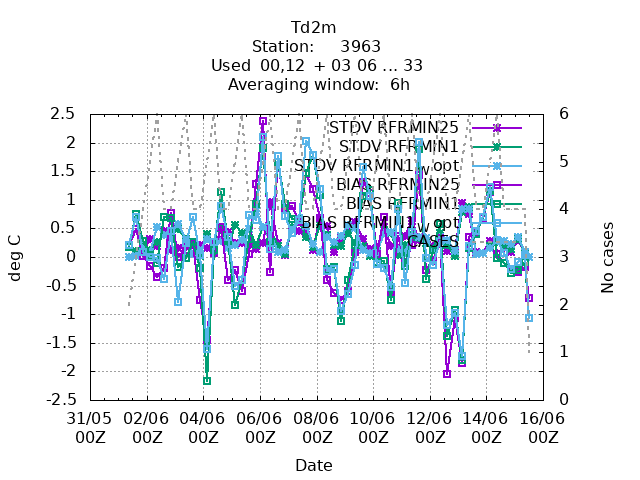 Td2m
Station: 3963
Used 00,12 + 03 06 ... 33
Averaging window: 6h
2.5
2
1.5
1
0.5
0
-0.5
-1
-1.5
-2
-2.5
deg C
6
5
4
3
2
1
0
No cases
STDV RFRMIN25
STDV RFRMIN1
STDV RFRMIN1_w_opt
BIAS RFRMIN25
BIAS RFRMIN1
BIAS RFRMIN1_w_opt
CASES
31/05 02/06 04/06 06/06 08/06 10/06 12/06 14/06 16/06
00Z 00Z 00Z 00Z 00Z 00Z 00Z 00Z 00Z
Date